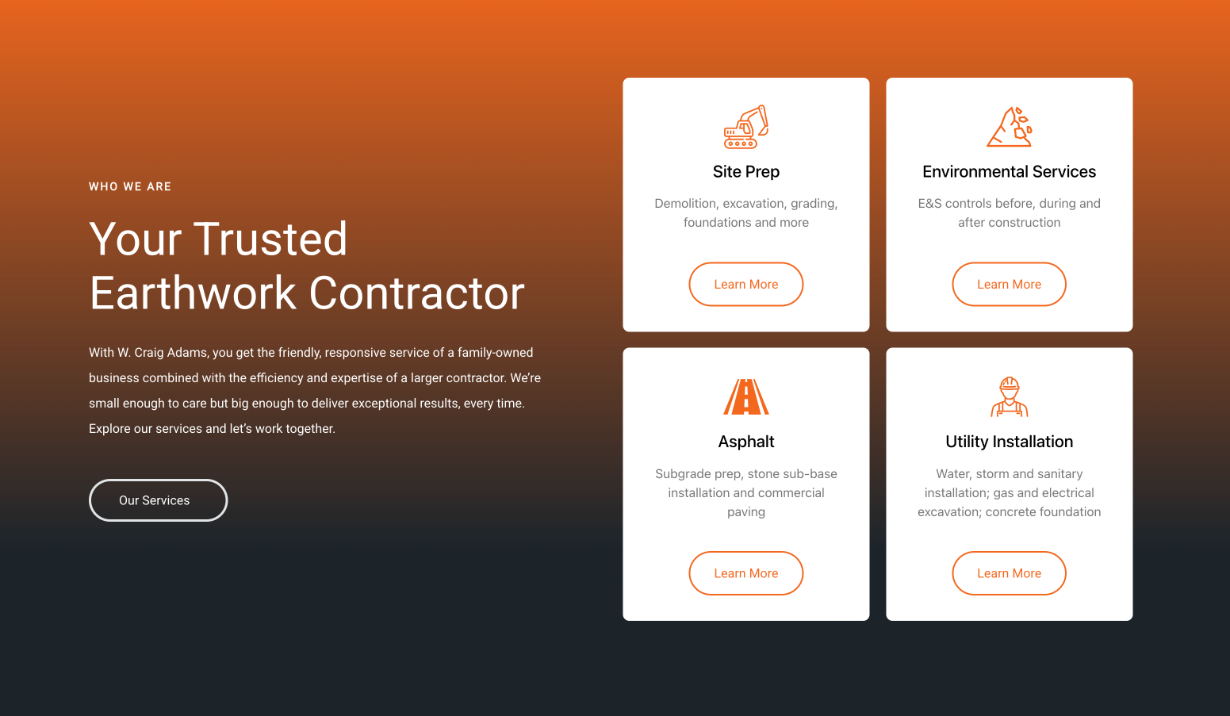 WHO WE ARE
Your Trusted
Earthwork Contractor
With W. Craig Adams, you get the friendly, responsive service of a family-owned
business combined with the efficiency and expertise of a larger contractor. We’re
small enough to care but big enough to deliver exceptional results, every time.
Explore our services and let’s work together.
Our Services
Site Prep
Demolition, excavation, grading,
foundations and more
Learn More
Environmental Services
E&S controls before, during and
after construction
Learn More
Asphalt
Subgrade prep, stone sub-base
installation and commercial
paving
Learn More
Utility Installation
Water, storm and sanitary
installation; gas and electrical
excavation; concrete foundation
Learn More